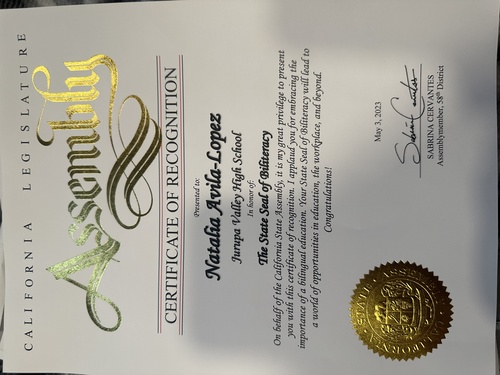 CALIFORNIA LEGISLATURE
Assembly
CERTIFICATE OF RECOGNITION
Presented to:
Natalia Avila-Lopez
Jurupa Valley High School
In honor of:
The State Seal of Biliteracy
On behalf of the California State Assembly, it is my great privilege to present
you with this certificate of recognition. I applaud you for embracing the
importance of a bilingual education. Your State Seal of Biliteracy will lead to
a world of opportunities in education, the workplace, and beyond.
Congratulations!
May 3, 2023
Sabrina Cervantes
SABRINA CERVANTES
Assemblymember, 58th District